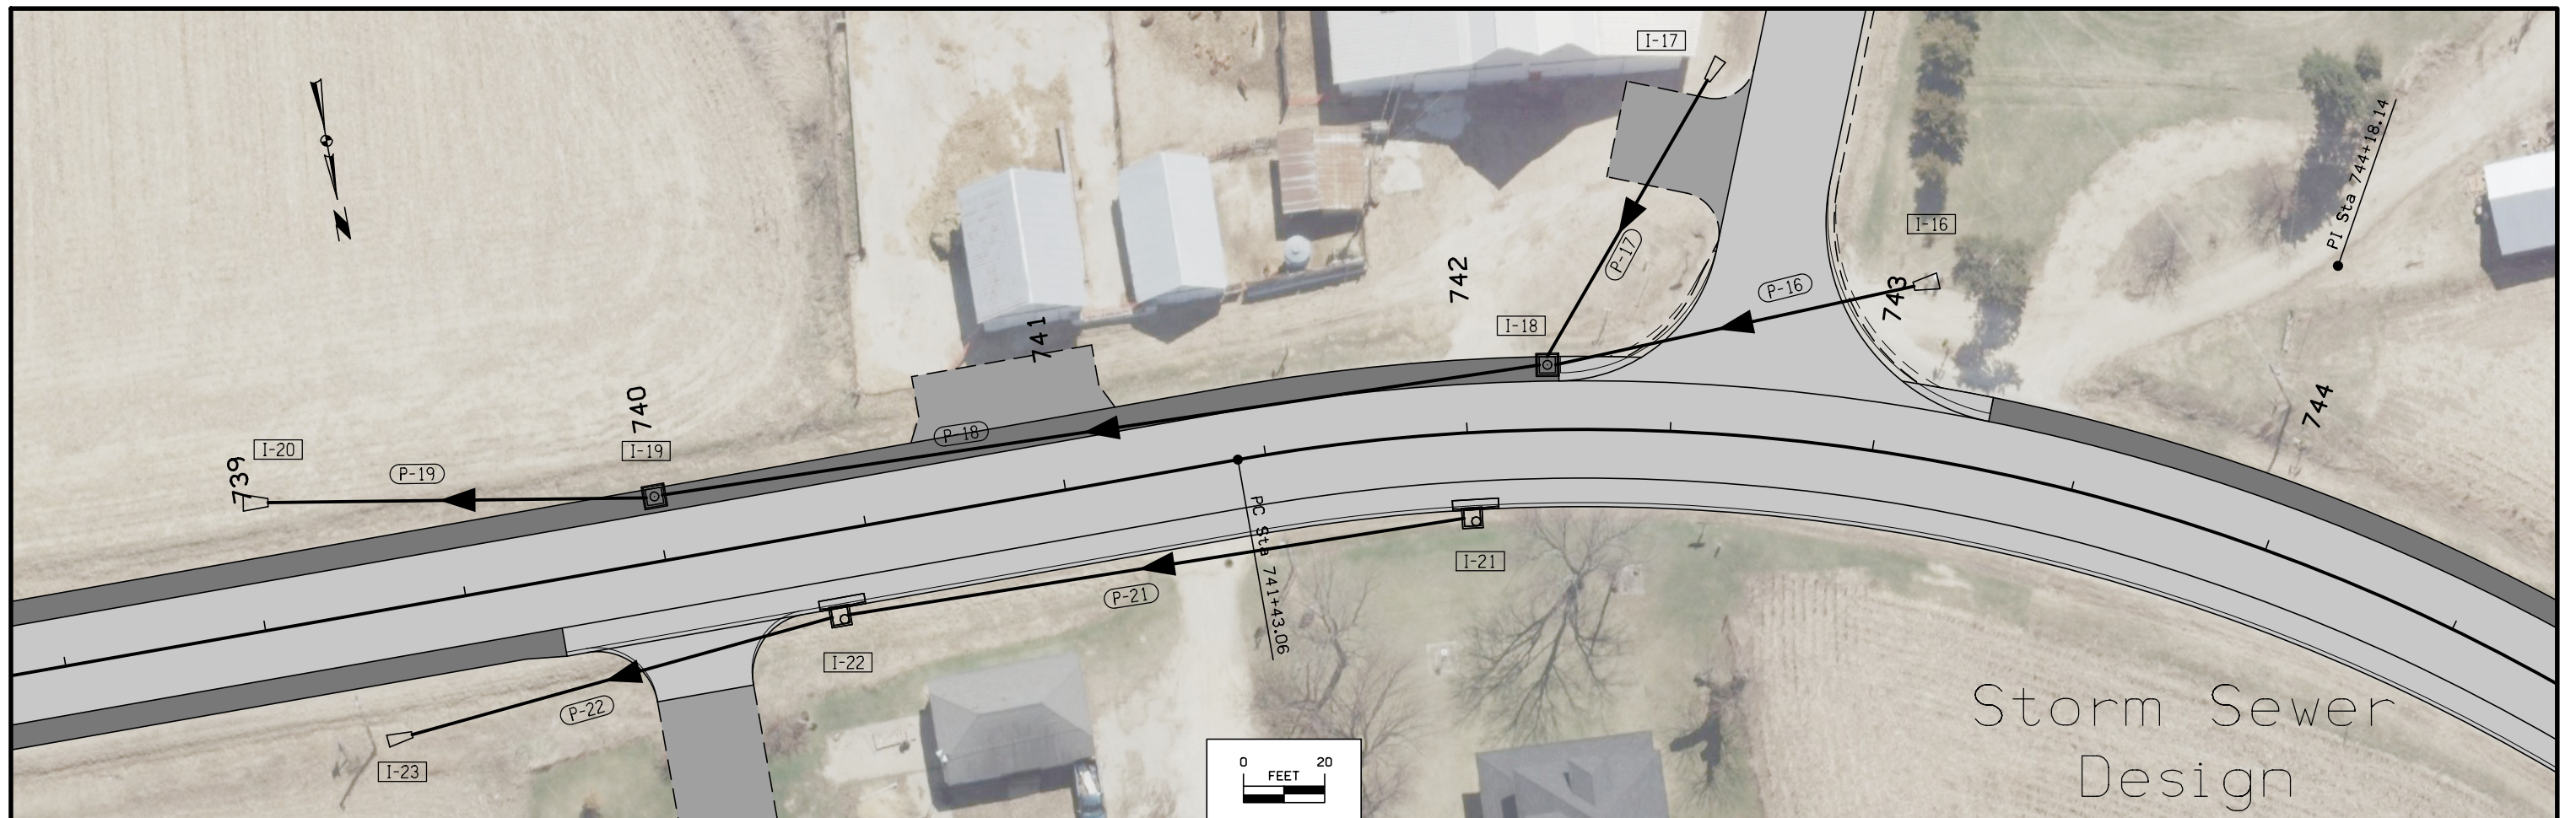 I-17
I-16
PI Sta 744+18.14
P-17
742
P-16
743
I-18
741
740
744
P-18
I-20
I-19
739
P-19
PC Sta 741+43.06
I-21
P-21
I-22
P-22
I-23
Storm Sewer
Design
0 20
FEET